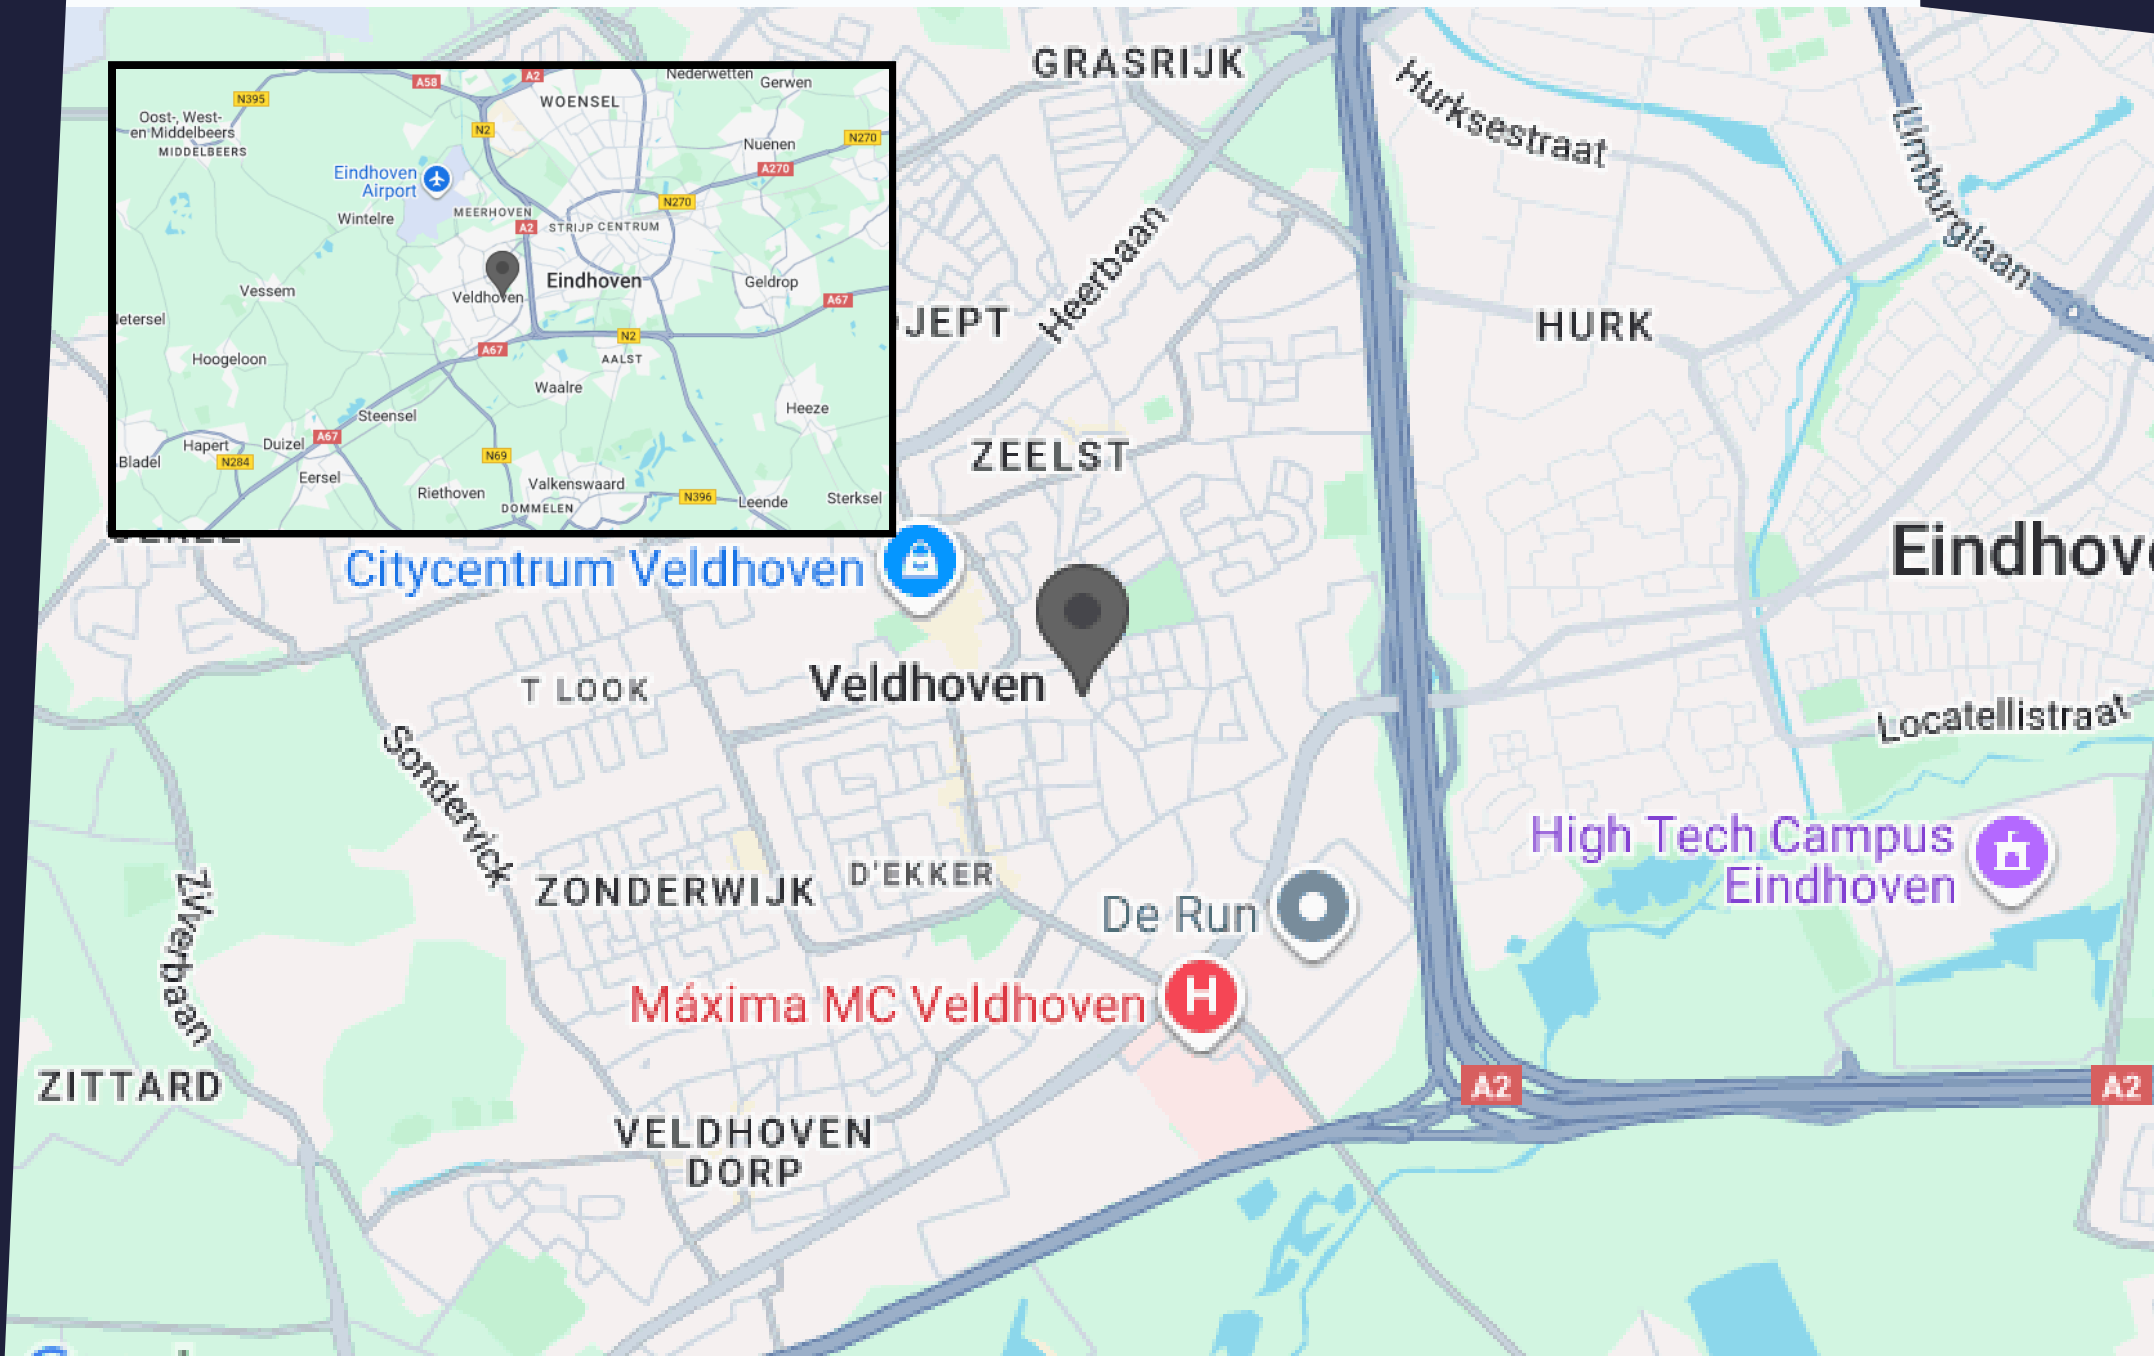 GRASRIJK
Hurksestraat
Limburglaan
Heerbaan
HURK
ZEELST
Eindhov
Citycentrum Veldhoven
Veldhoven
T LOOK
Sondervick
Locatellistraat
High Tech Campus
Eindhoven
ZONDERWIJK
D'EKKER
De Run
Zilverbaan
Máxima MC Veldhoven
ZITTARD
A2
A2
VELDHOVEN
DORP
A58
A2
Nederwetten
Gerwen
N395
WOENSEL
Oost-, West-
en Middelbeers
MIDDELBEERS
N2
N270
Nuenen
A270
Eindhoven
Airport
N270
Wintelre
MEERHOVEN
A2
STRIJP
CENTRUM
Eindhoven
Geldrop
Veldhoven
Vessem
A67
Netersel
N2
A67
Hoogeloon
AALST
Waalre
Steensel
Heeze
A67
Hapert
Duizel
N284
Bladel
N69
Eersel
Riethoven
Valkenswaard
N396
Leende
Sterksel
DOMMELEN